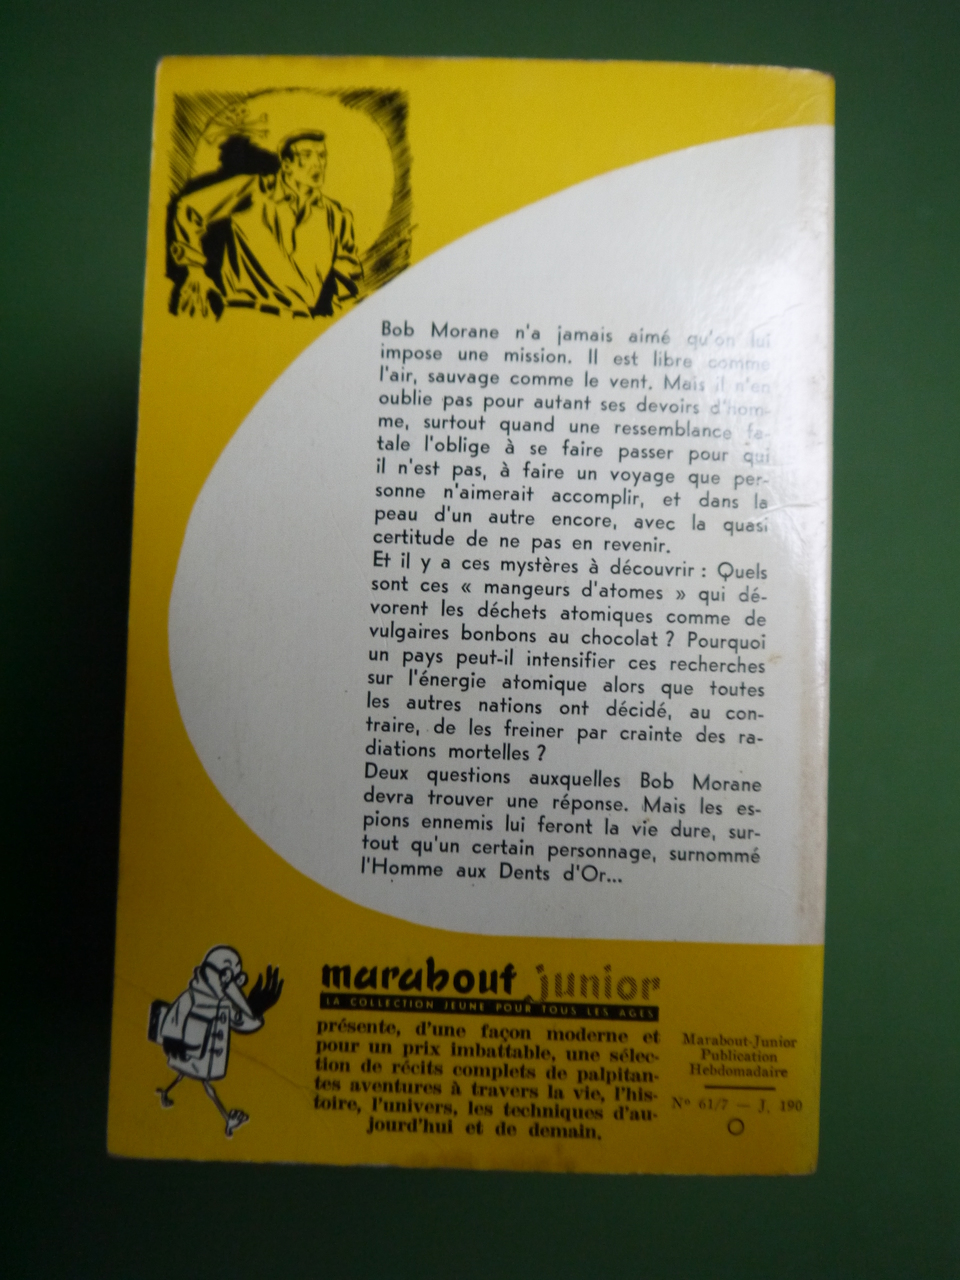 Bob Morane n'a jamais aimé qu'on lui
impose une mission. Il est libre comme
l'air, sauvage comme le vent. Mais il n'en
oublie pas pour autant ses devoirs d'hom-
me, surtout quand une ressemblance fa-
tale l'oblige à se faire passer pour qui
il n'est pas, à faire un voyage que per-
sonne n'aimerait accomplir, et dans la
peau d'un autre encore, avec la quasi
certitude de ne pas en revenir.
Et il y a ces mystères à découvrir : Quels
sont ces « mangeurs d'atomes » qui dé-
vorent les déchets atomiques comme de
vulgaires bonbons au chocolat ? Pourquoi
un pays peut-il intensifier ces recherches
sur l'énergie atomique alors que toutes
les autres nations ont décidé, au con-
traire, de les freiner par crainte des ra-
diations mortelles ?
Deux questions auxquelles Bob Morane
devra trouver une réponse. Mais les es-
pions ennemis lui feront la vie dure, sur-
tout qu'un certain personnage, surnommé
l'Homme aux Dents d'Or...
marabout junior
LA COLLECTION JEUNE POUR TOUS LES AGES
présente, d'une façon moderne et
pour un prix imbattable, une sélec-
tion de récits complets de palpitan-
tes aventures à travers la vie, l'his-
toire, l'univers, les techniques d'au-
jourd'hui et de demain.
Marabout-Junior
Publication
Hebdomadaire
N° 61/7 — J. 190